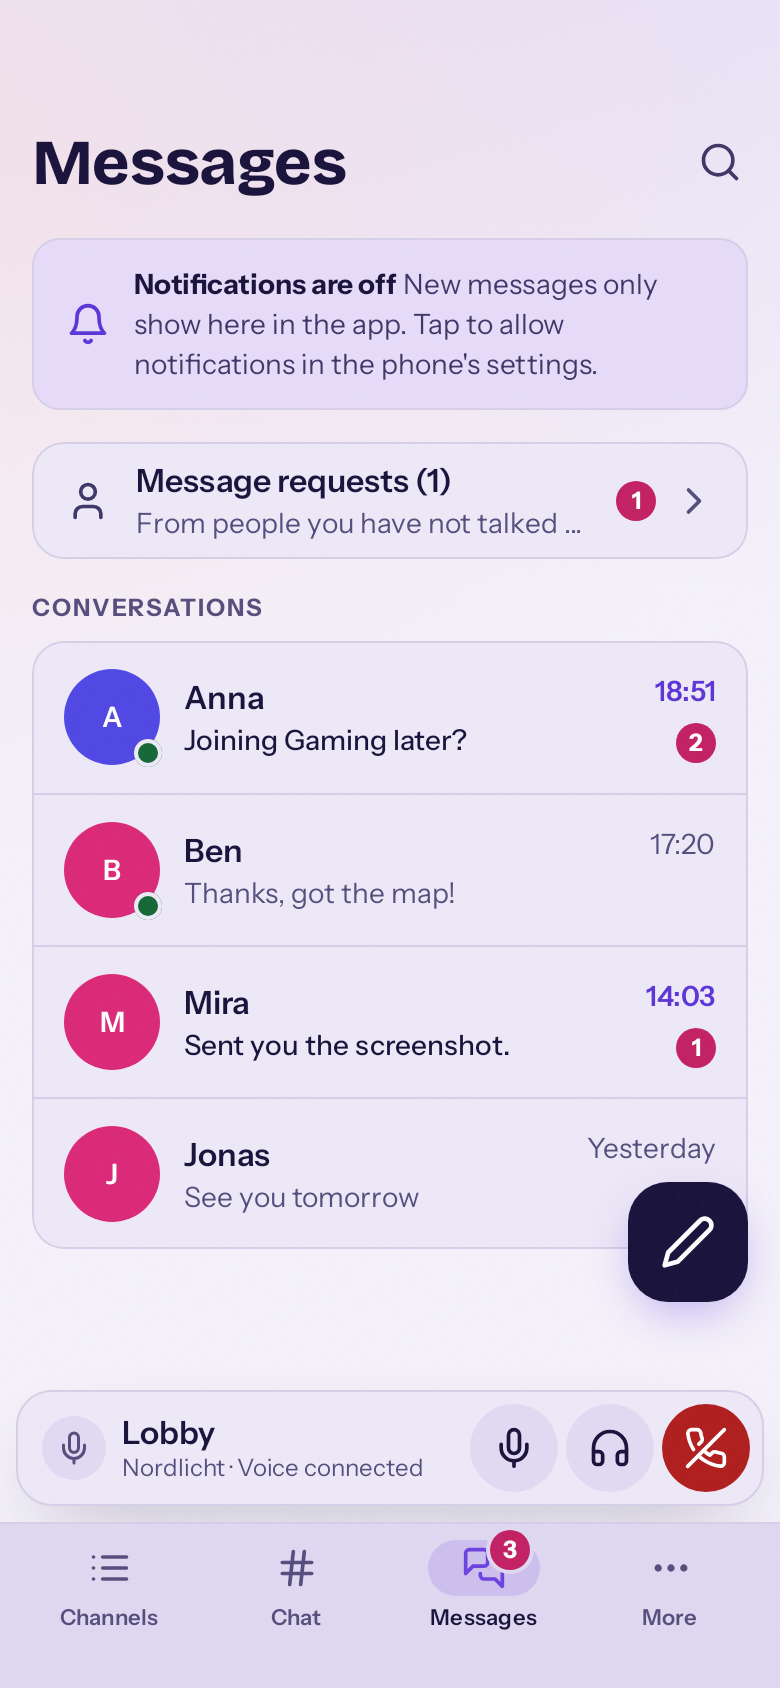 Messages
Notifications are off New messages only
show here in the app. Tap to allow
notifications in the phone's settings.
Message requests (1)
From people you have not talked ...
1
CONVERSATIONS
A
Anna
18:51
Joining Gaming later?
2
B
Ben
17:20
Thanks, got the map!
M
Mira
14:03
Sent you the screenshot.
1
J
Jonas
Yesterday
See you tomorrow
Lobby
Nordlicht · Voice connected
3
Channels
Chat
Messages
More